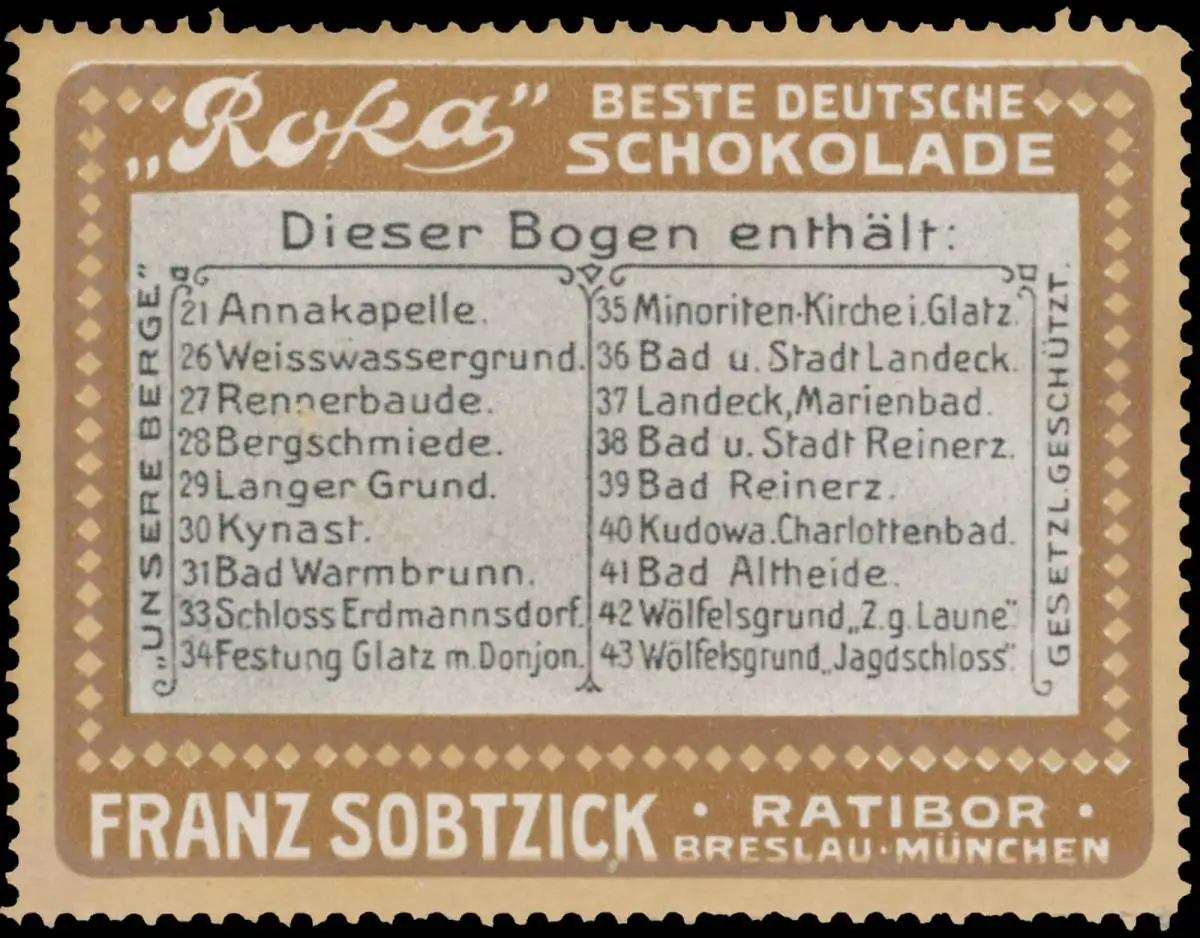 „Roka” BESTE DEUTSCHE
SCHOKOLADE
Dieser Bogen enthält:
„UNSERE BERGE.”
21 Annakapelle.
26 Weisswassergrund.
27 Rennerbaude.
28 Bergschmiede.
29 Langer Grund.
30 Kynast.
31 Bad Warmbrunn.
33 Schloss Erdmannsdorf.
34 Festung Glatz m. Donjon.
35 Minoriten-Kirche i. Glatz.
36 Bad u. Stadt Landeck.
37 Landeck, Marienbad.
38 Bad u. Stadt Reinerz.
39 Bad Reinerz.
40 Kudowa. Charlottenbad.
41 Bad Altheide.
42 Wölfelsgrund „Z. g. Laune”.
43 Wölfelsgrund „Jagdschloss”.
GESETZL. GESCHÜTZT.
FRANZ SOBTZICK · RATIBOR ·
BRESLAU · MÜNCHEN